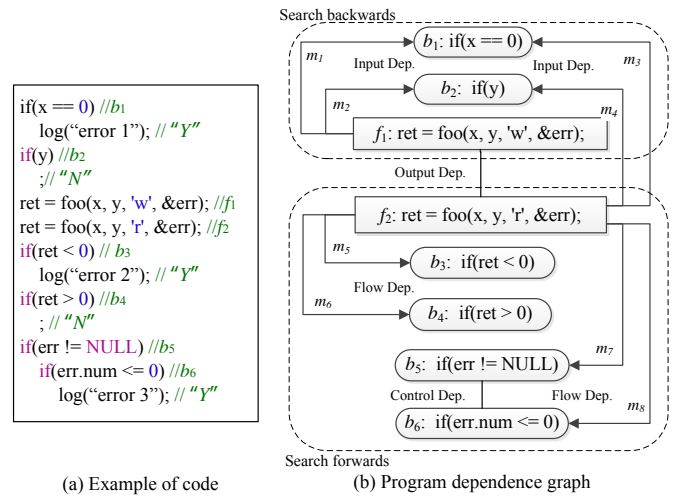 if(x == 0) //b1
log(“error 1”); // “Y”
if(y) //b2
;// “N”
ret = foo(x, y, 'w', &err); //f1
ret = foo(x, y, 'r', &err); //f2
if(ret < 0) // b3
log(“error 2”); // “Y”
if(ret > 0) //b4
; // “N”
if(err != NULL) //b5
if(err.num <= 0) //b6
log(“error 3”); // “Y”
(a) Example of code
Search backwards
b1: if(x == 0)
m1
Input Dep.
Input Dep.
m3
b2: if(y)
m2
m4
f1: ret = foo(x, y, 'w', &err);
Output Dep.
f2: ret = foo(x, y, 'r', &err);
m5
b3: if(ret < 0)
Flow Dep.
m6
b4: if(ret > 0)
m7
b5: if(err != NULL)
Control Dep.
Flow Dep.
m8
b6: if(err.num <= 0)
Search forwards
(b) Program dependence graph